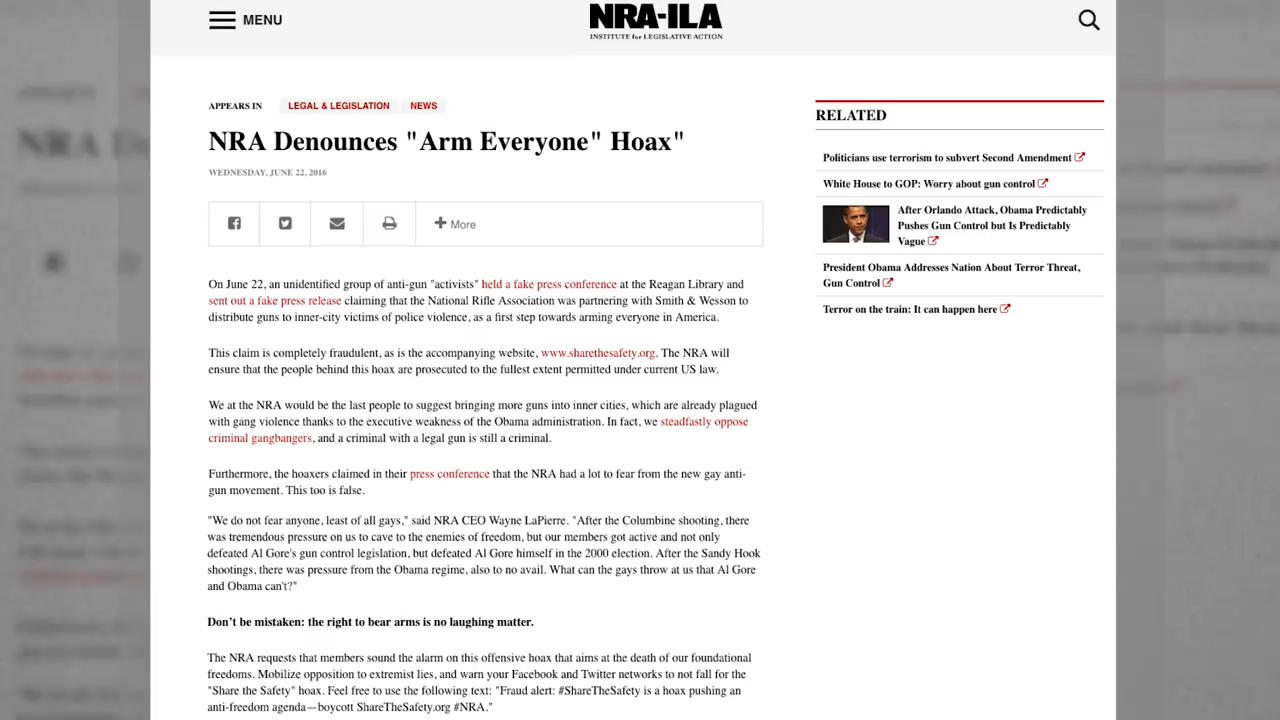 MENU
NRA-ILA
INSTITUTE for LEGISLATIVE ACTION
APPEARS IN
LEGAL & LEGISLATION
NEWS
NRA Denounces "Arm Everyone" Hoax"
WEDNESDAY, JUNE 22, 2016
+ More
On June 22, an unidentified group of anti-gun "activists" held a fake press conference at the Reagan Library and
sent out a fake press release claiming that the National Rifle Association was partnering with Smith & Wesson to
distribute guns to inner-city victims of police violence, as a first step towards arming everyone in America.
This claim is completely fraudulent, as is the accompanying website, www.sharethesafety.org. The NRA will
ensure that the people behind this hoax are prosecuted to the fullest extent permitted under current US law.
We at the NRA would be the last people to suggest bringing more guns into inner cities, which are already plagued
with gang violence thanks to the executive weakness of the Obama administration. In fact, we steadfastly oppose
criminal gangbangers, and a criminal with a legal gun is still a criminal.
Furthermore, the hoaxers claimed in their press conference that the NRA had a lot to fear from the new gay anti-
gun movement. This too is false.
"We do not fear anyone, least of all gays," said NRA CEO Wayne LaPierre. "After the Columbine shooting, there
was tremendous pressure on us to cave to the enemies of freedom, but our members got active and not only
defeated Al Gore's gun control legislation, but defeated Al Gore himself in the 2000 election. After the Sandy Hook
shootings, there was pressure from the Obama regime, also to no avail. What can the gays throw at us that Al Gore
and Obama can't?"
Don't be mistaken: the right to bear arms is no laughing matter.
The NRA requests that members sound the alarm on this offensive hoax that aims at the death of our foundational
freedoms. Mobilize opposition to extremist lies, and warn your Facebook and Twitter networks to not fall for the
"Share the Safety" hoax. Feel free to use the following text: "Fraud alert: #ShareTheSafety is a hoax pushing an
anti-freedom agenda—boycott ShareTheSafety.org #NRA."
RELATED
Politicians use terrorism to subvert Second Amendment
White House to GOP: Worry about gun control
After Orlando Attack, Obama Predictably
Pushes Gun Control but Is Predictably
Vague
President Obama Addresses Nation About Terror Threat,
Gun Control
Terror on the train: It can happen here